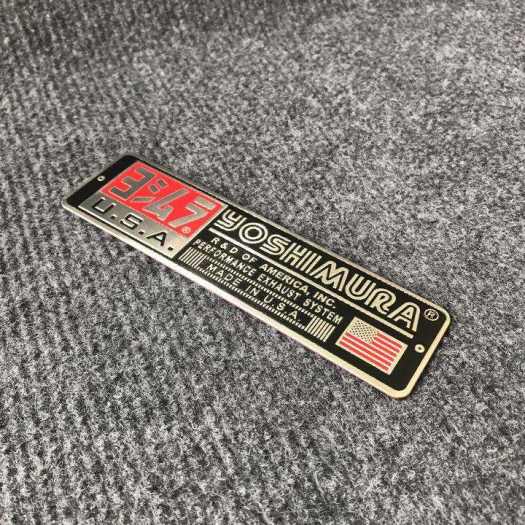 ヨシムラ®
U.S.A.
YOSHIMURA®
R & D OF AMERICA, INC.
PERFORMANCE EXHAUST SYSTEM
MADE IN U.S.A.